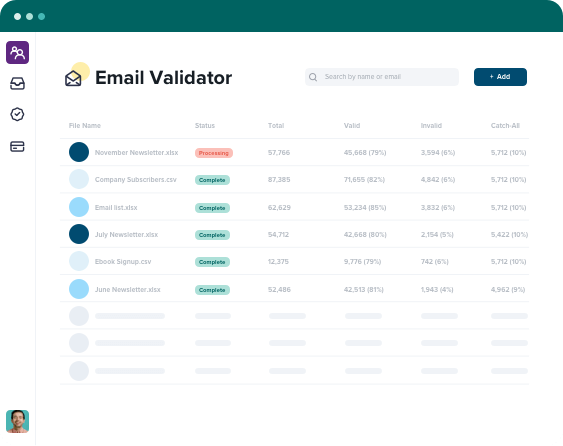 Email Validator
Search by name or email
+ Add
File Name Status Total Valid Invalid Catch-All
November Newsletter.xlsx Processing 57,766 45,668 (79%) 3,594 (6%) 5,712 (10%)
Company Subscribers.csv Complete 87,385 71,655 (82%) 4,842 (6%) 5,712 (10%)
Email list.xlsx Complete 62,629 53,234 (85%) 3,832 (6%) 5,712 (10%)
July Newsletter.xlsx Complete 54,712 42,668 (80%) 2,154 (5%) 5,422 (10%)
Ebook Signup.csv Complete 12,375 9,776 (79%) 742 (6%) 5,712 (10%)
June Newsletter.xlsx Complete 52,486 42,513 (81%) 1,943 (4%) 4,962 (9%)